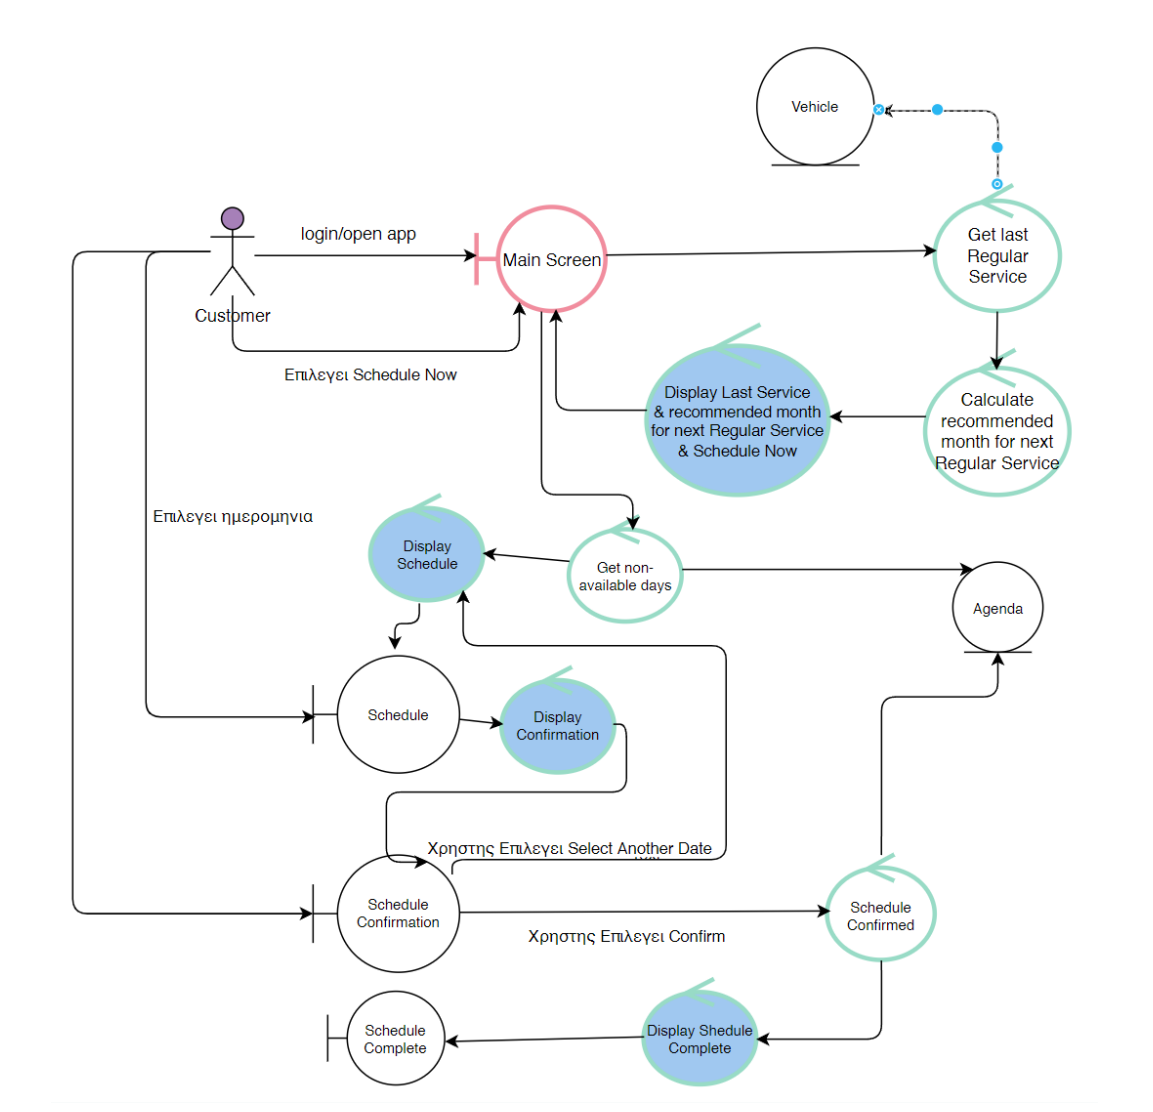 Vehicle
login/open app
Main Screen
Get last
Regular
Service
Customer
Επιλεγει Schedule Now
Display Last Service
& recommended month
for next Regular Service
& Schedule Now
Calculate
recommended
month for next
Regular Service
Επιλεγει ημερομηνια
Display
Schedule
Get non-
available days
Agenda
Schedule
Display
Confirmation
Χρηστης Επιλεγει Select Another Date
Schedule
Confirmation
Χρηστης Επιλεγει Confirm
Schedule
Confirmed
Schedule
Complete
Display Shedule
Complete